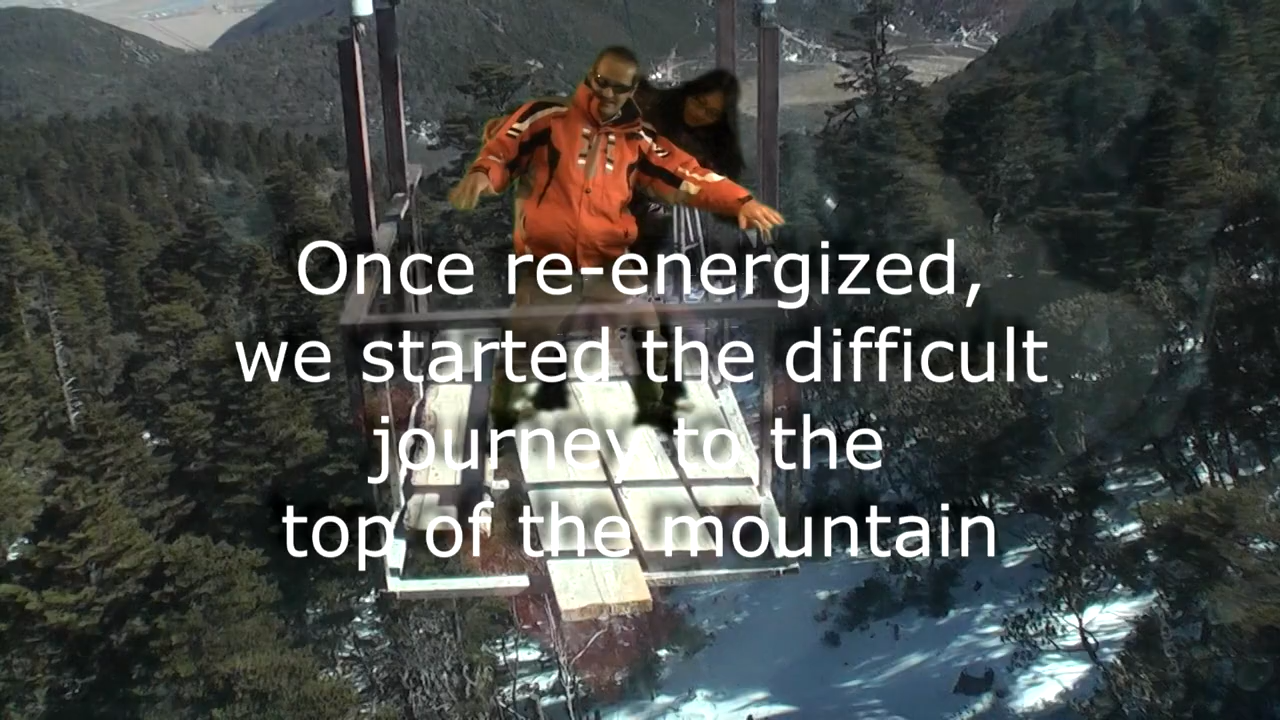 Once re-energized,
we started the difficult
journey to the
top of the mountain